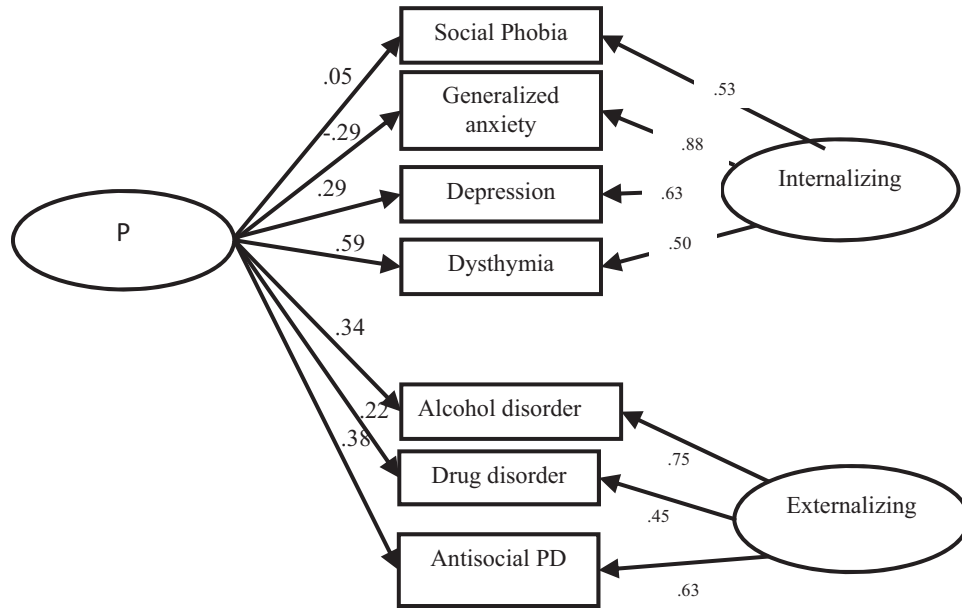 Social Phobia
.05
.53
Generalized
anxiety
-.29
.88
Internalizing
Depression
.29
.63
P
Dysthymia
.59
.50
.34
Alcohol disorder
.22
.38
.75
Drug disorder
Externalizing
.45
Antisocial PD
.63